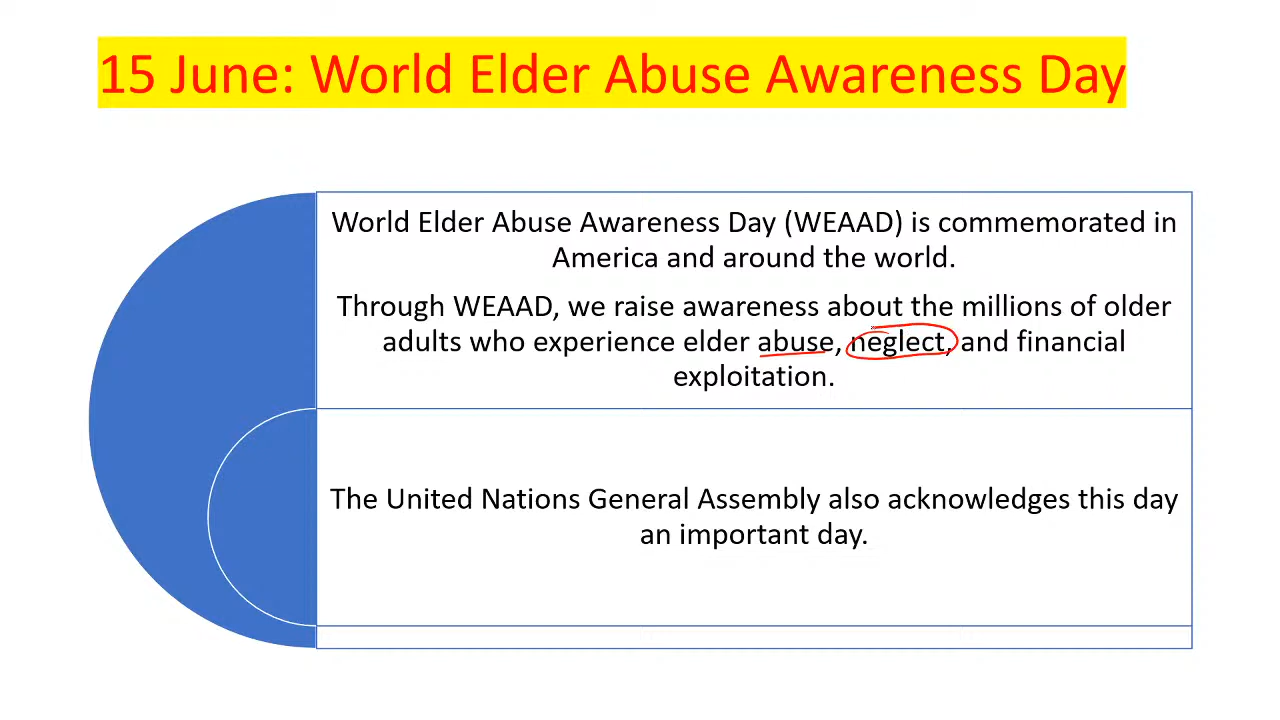 15 June: World Elder Abuse Awareness Day
World Elder Abuse Awareness Day (WEAAD) is commemorated in
America and around the world.
Through WEAAD, we raise awareness about the millions of older
adults who experience elder abuse, neglect, and financial
exploitation.
The United Nations General Assembly also acknowledges this day
an important day.